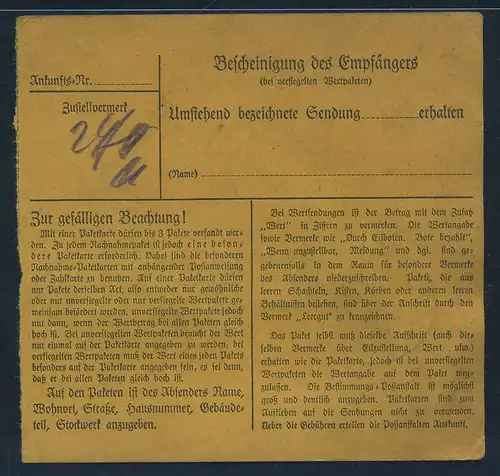 Bescheinigung des Empfängers
(bei versiegelten Wertpaketen)
Ankunfts-Nr.
Zustellvermerk
Umstehend bezeichnete Sendung erhalten
(Name)
Zur gefälligen Beachtung!
Mit einer Paketkarte dürfen bis 3 Pakete versandt wer-
den. Zu jedem Nachnahmepaket ist jedoch eine beson-
dere Paketkarte erforderlich. Dabei sind die besonderen
Nachnahme-Paketkarten mit anhängender Postanweisung
oder Zahlkarte zu benutzen. Auf einer Paketkarte dürfen
nur Pakete derselben Art, also entweder nur gewöhnliche
oder nur unversiegelte oder nur versiegelte Wertpakete ge-
meinsam befördert werden, unversiegelte Wertpakete jedoch
nur dann, wenn der Wertbetrag bei allen Paketen gleich
hoch ist. Bei unversiegelten Wertpaketen braucht der Wert
nur einmal auf der Paketkarte angegeben zu werden, bei
versiegelten Wertpaketen muß der Wert eines jeden Pakets
besonders auf der Paketkarte angegeben sein, es sei denn,
daß er bei allen Paketen gleich hoch ist.
Auf den Paketen ist des Absenders Name,
Wohnort, Straße, Hausnummer, Gebäude-
teil, Stockwerk anzugeben.
Bei Wertsendungen ist der Betrag mit dem Zusatz
„Wert" in Ziffern zu vermerken. Die Wertangabe
sowie Vermerke wie „Durch Eilboten. Bote bezahlt",
„Wenn unzustellbar, Meldung" und dgl. sind ge-
gebenenfalls in dem Raum für besondere Vermerke
des Absenders niederzuschreiben. Pakete, die aus
leeren Schachteln, Kisten, Körben oder anderen leeren
Behältnissen bestehen, sind über der Anschrift durch den
Vermerk „Leergut" zu kennzeichnen.
Das Paket selbst muß dieselbe Aufschrift (auch die-
selben Vermerke über Eilzustellung, Wert usw.)
erhalten wie die Paketkarte, jedoch ist bei unversiegelten
Wertpaketen die Wertangabe auf dem Paket weg-
zulassen. Die Bestimmungs-Postanstalt ist möglichst
groß und deutlich anzugeben. Paketkarten sind zum
Aufkleben auf die Sendungen nicht zu verwenden.
Ueber die Gebühren erteilen die Postanstalten Auskunft.